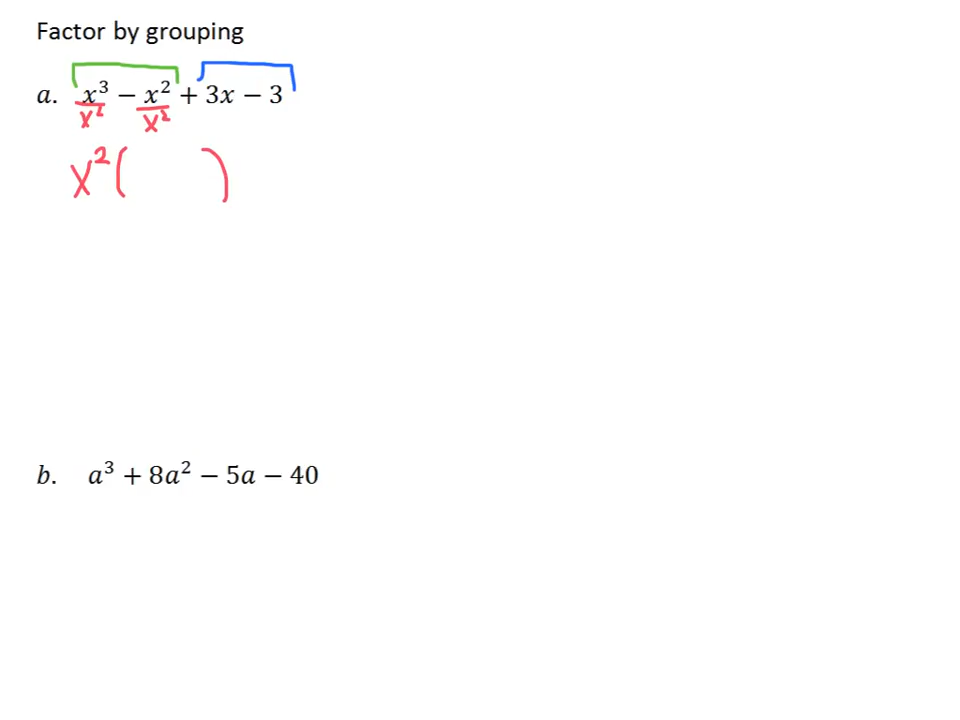 Factor by grouping
a. x³ − x² + 3x − 3
x² x²
x² ( )
b. a³ + 8a² − 5a − 40